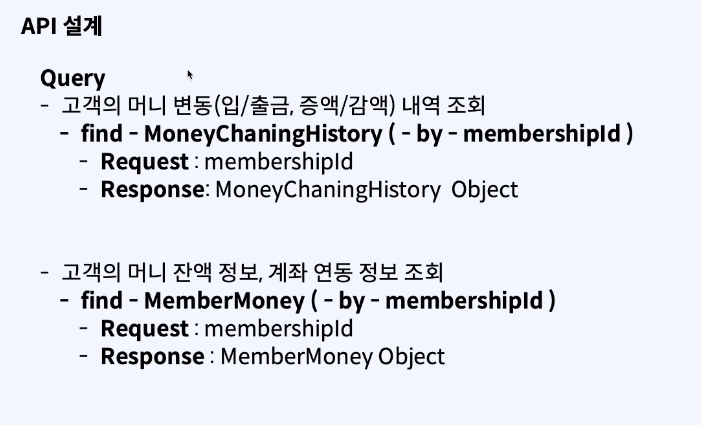 API 설계
Query
- 고객의 머니 변동(입/출금, 증액/감액) 내역 조회
- find - MoneyChaningHistory ( - by - membershipId )
- Request : membershipId
- Response: MoneyChaningHistory Object
- 고객의 머니 잔액 정보, 계좌 연동 정보 조회
- find - MemberMoney ( - by - membershipId )
- Request : membershipId
- Response : MemberMoney Object